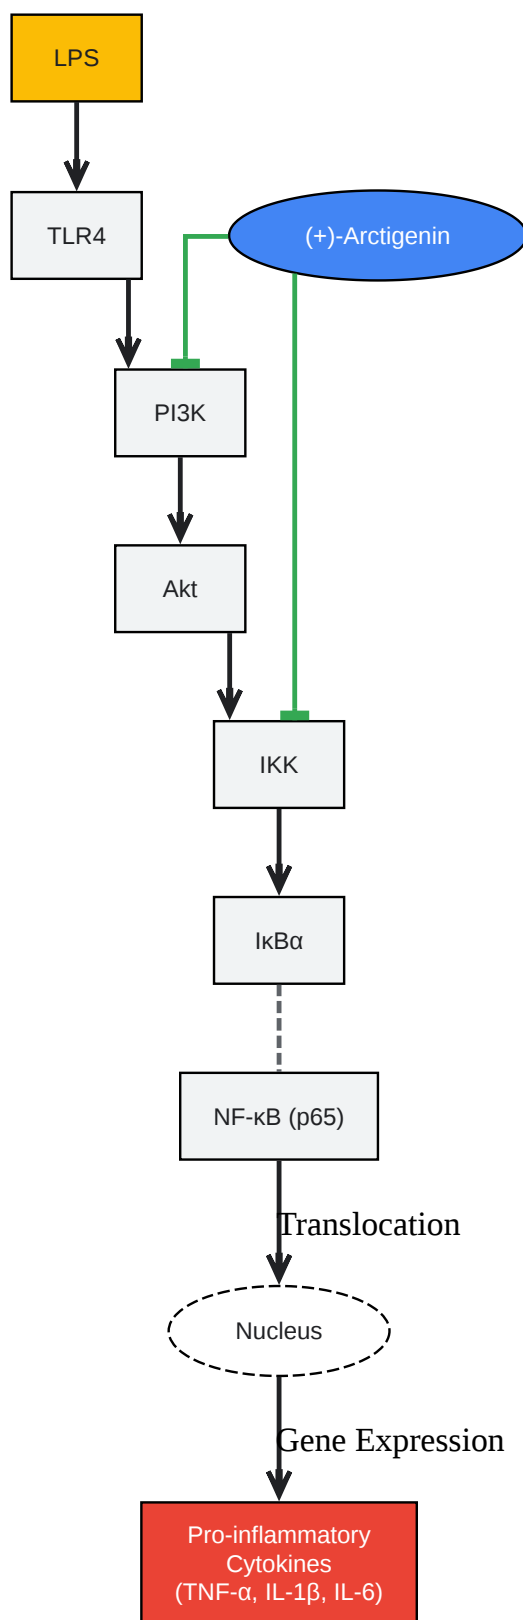 LPS
TLR4
(+)-Arctigenin
PI3K
Akt
IKK
IκBα
NF-κB (p65)
Translocation
Nucleus
Gene Expression
Pro-inflammatory
Cytokines
(TNF-α, IL-1β, IL-6)